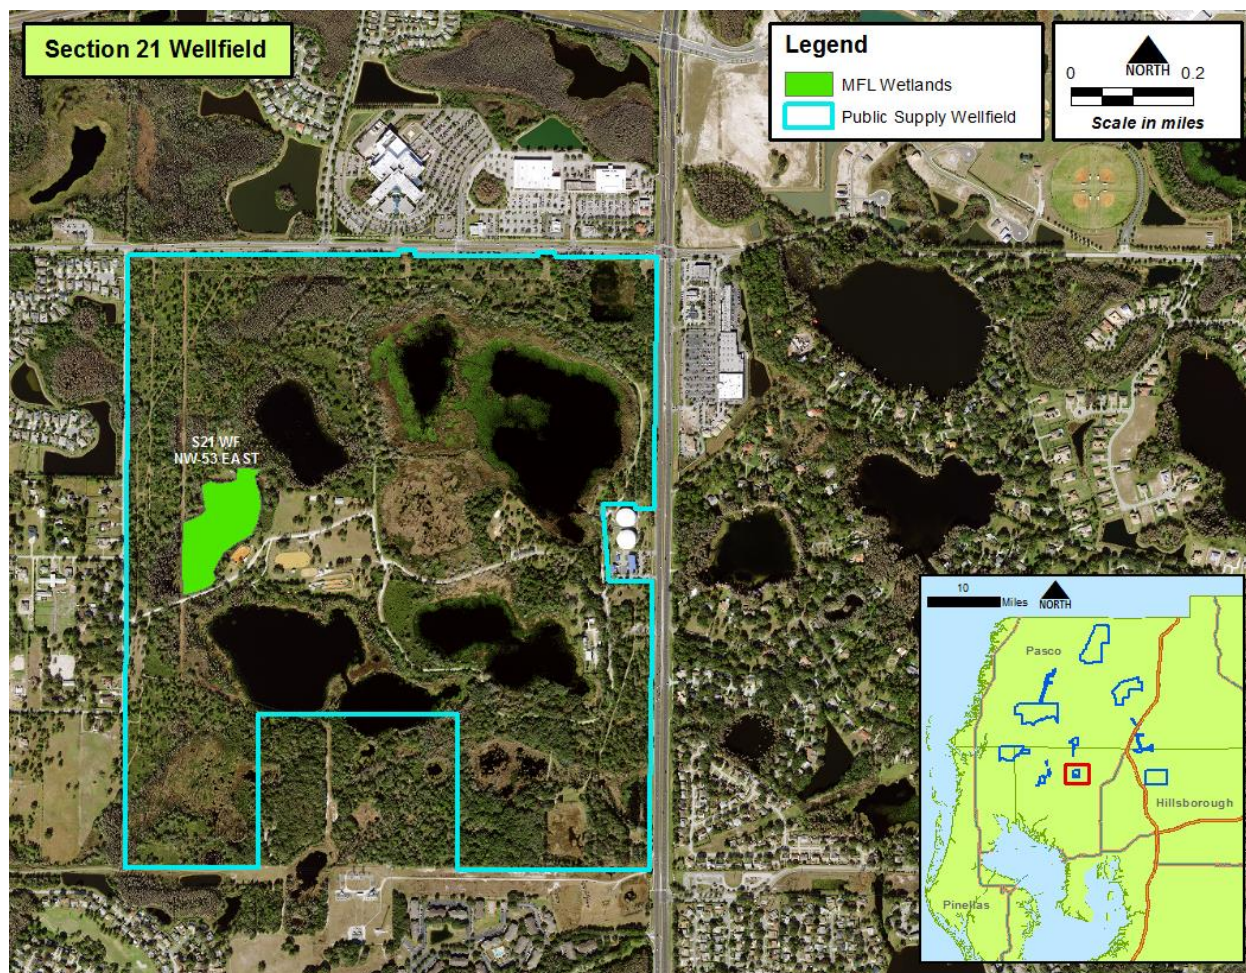 Section 21 Wellfield
Legend
MFL Wetlands
Public Supply Wellfield
NORTH
0 0.2
Scale in miles
S21 WF
NW-53 EAST
10
Miles
NORTH
Pasco
Hillsborough
Pinellas